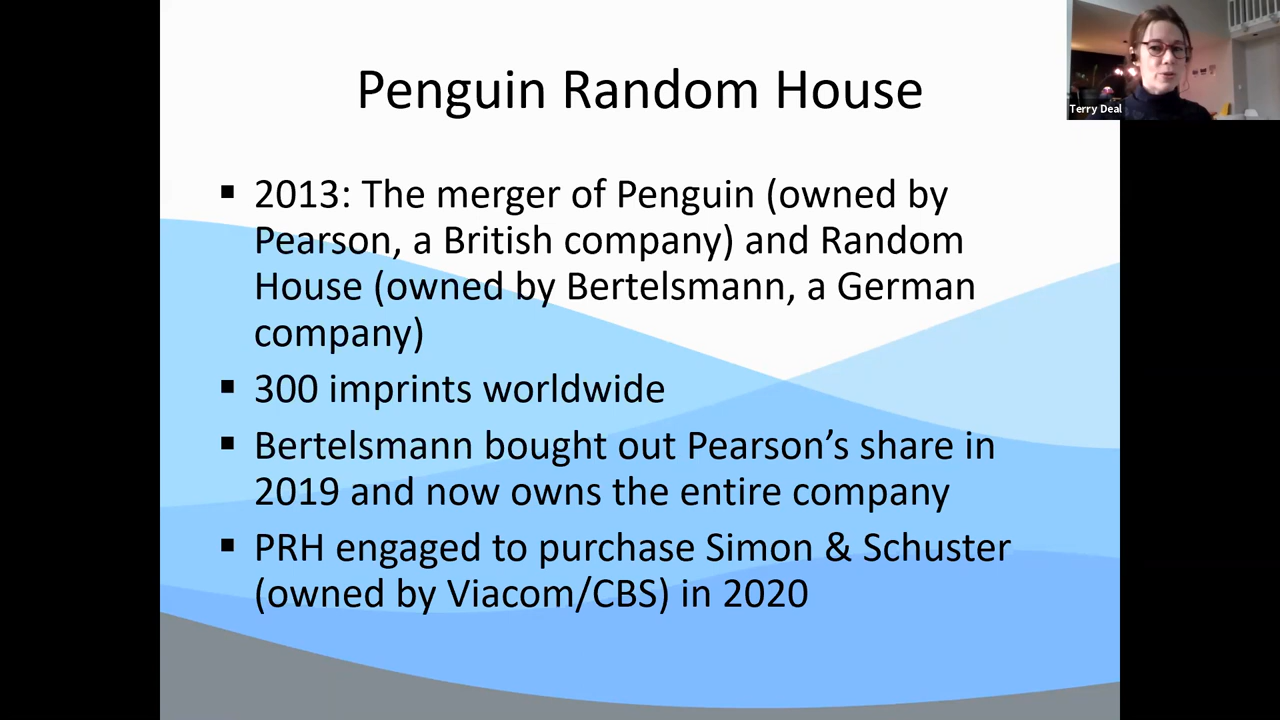 Penguin Random House
Terry Deal
▪ 2013: The merger of Penguin (owned by
Pearson, a British company) and Random
House (owned by Bertelsmann, a German
company)
▪ 300 imprints worldwide
▪ Bertelsmann bought out Pearson’s share in
2019 and now owns the entire company
▪ PRH engaged to purchase Simon & Schuster
(owned by Viacom/CBS) in 2020